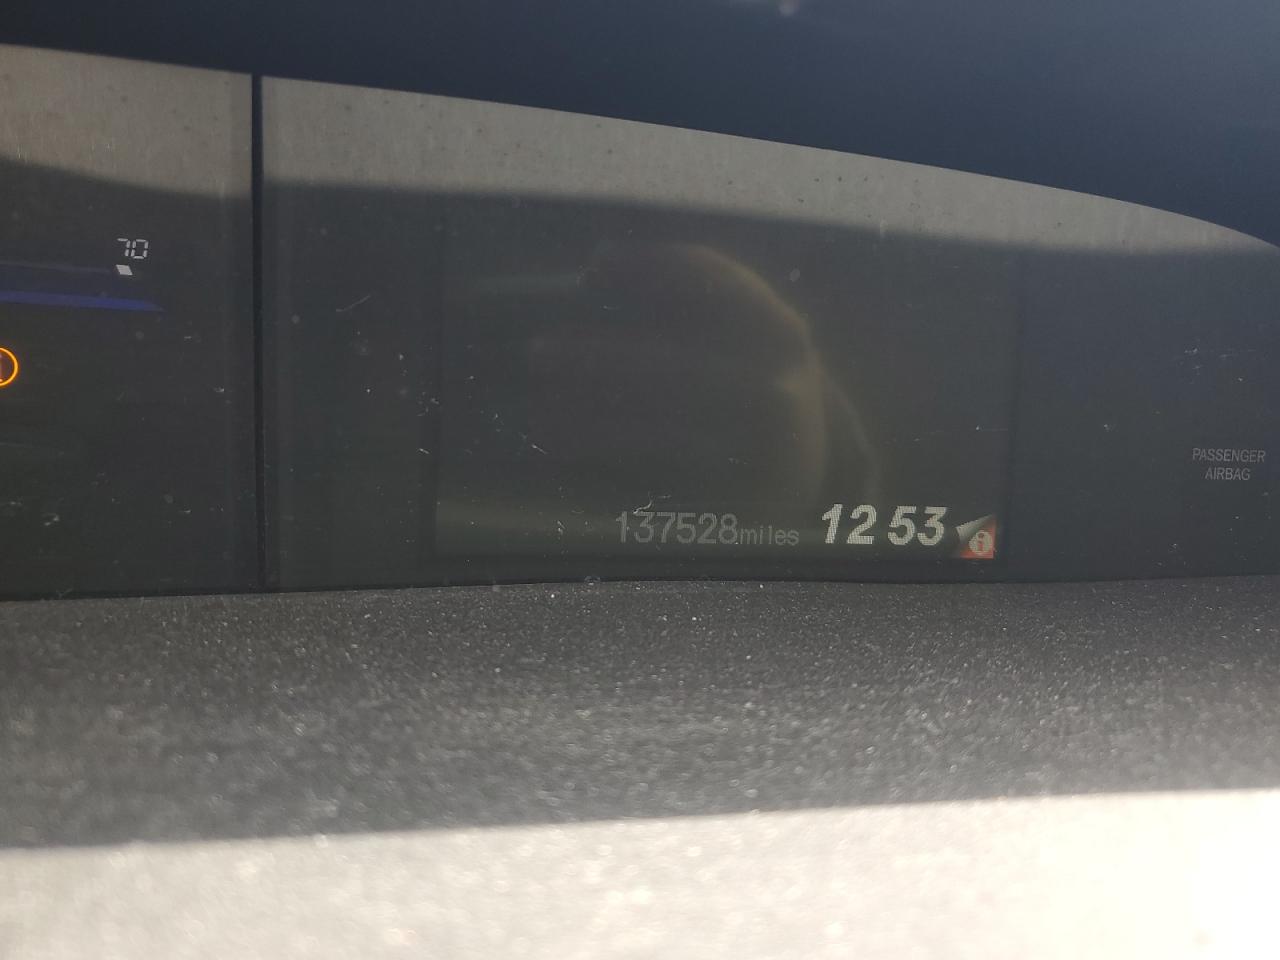 70
137528miles 12 53
PASSENGER
AIRBAG